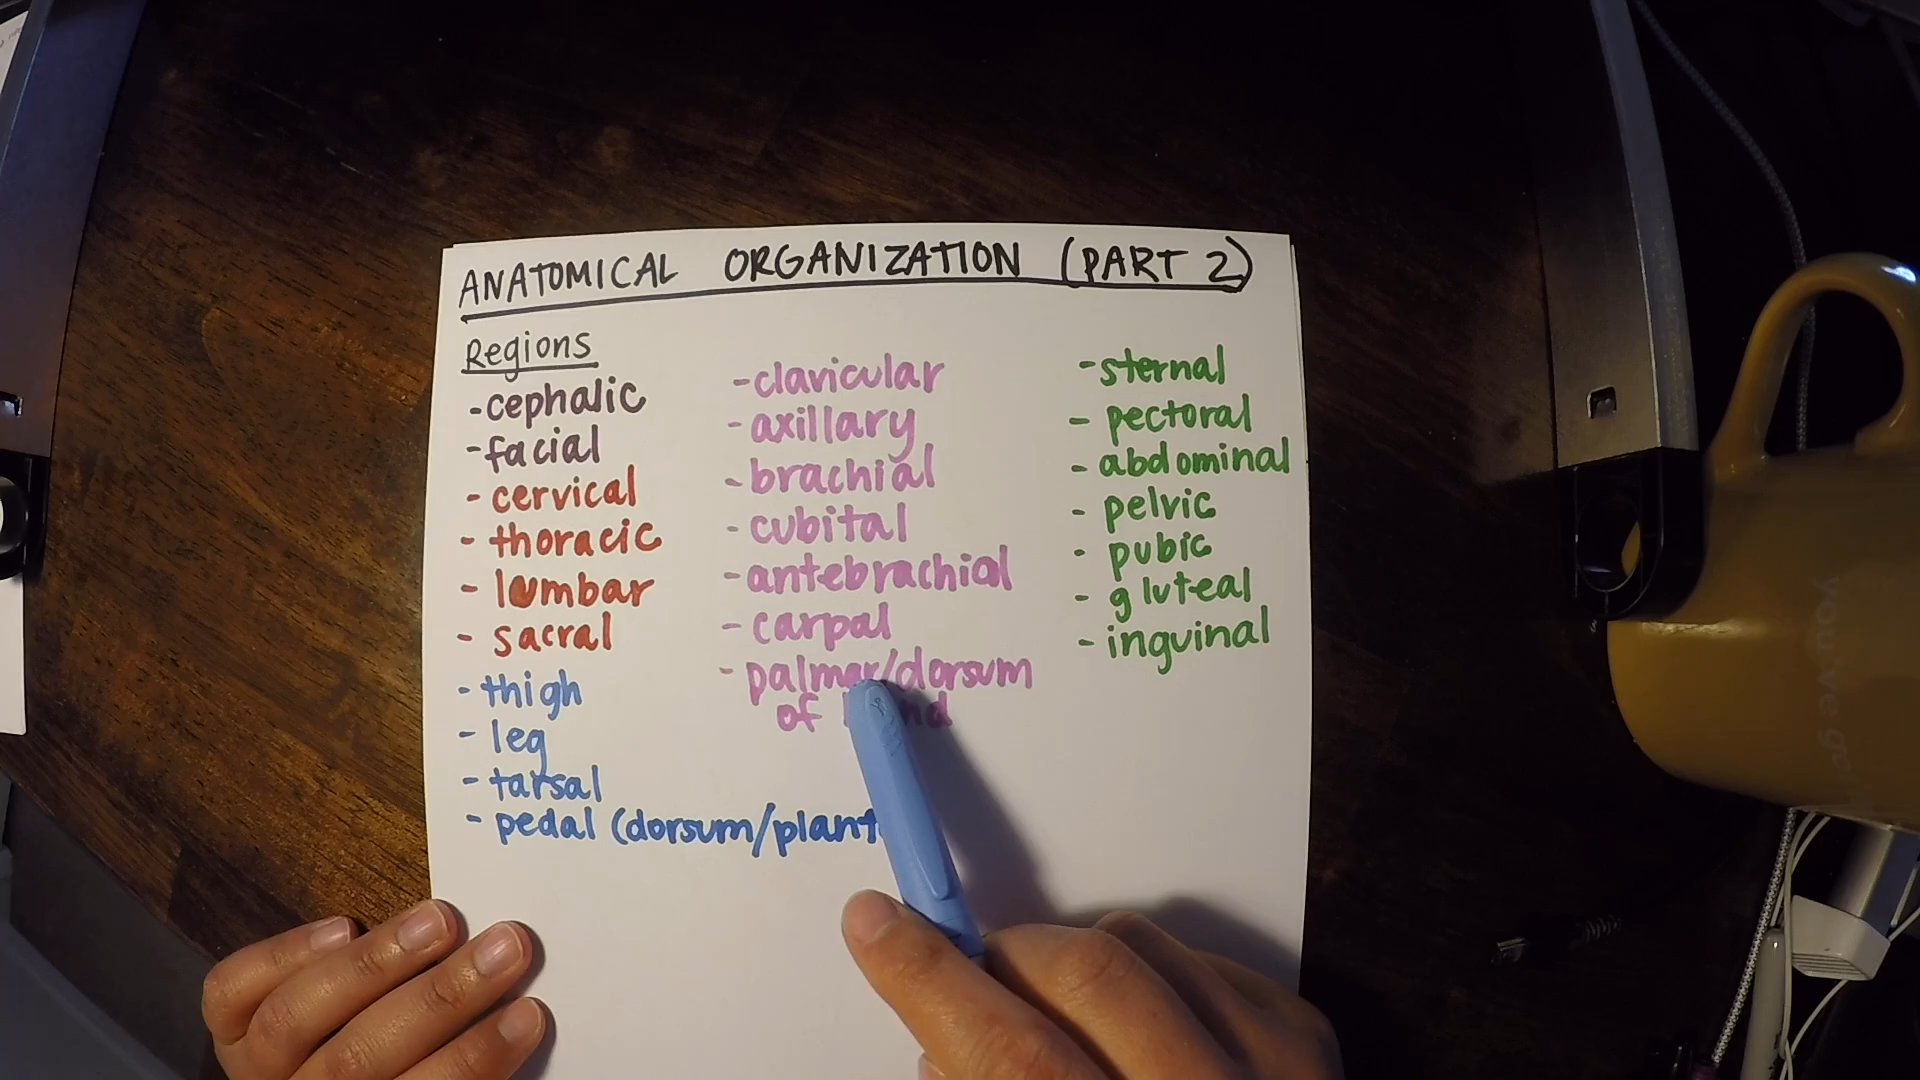 ANATOMICAL ORGANIZATION (PART 2)
Regions
-cephalic
-facial
- cervical
- thoracic
- lumbar
- sacral
- thigh
- leg
- tarsal
- pedal (dorsum/plant
-clavicular
- axillary
- brachial
- cubital
-antebrachial
- carpal
- palmar/dorsum
of
-sternal
- pectoral
- abdominal
- pelvic
- pubic
- gluteal
- inguinal